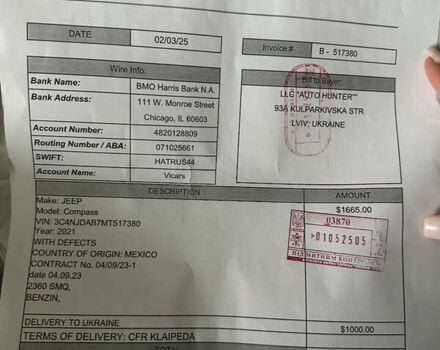 DATE 02/03/25
Invoice # B - 517380
Wire Info:
Bank Name: BMO Harris Bank N.A.
Bank Address: 111 W. Monroe Street
Chicago, IL 60603
Account Number: 4820128809
Routing Number / ABA: 071025661
SWIFT: HATRUS44
Account Name: Vicars
Bill to Buyer:
LLC "AUTO HUNTER""
93A KULPARKIVSKA STR
LVIV, UKRAINE
DESCRIPTION AMOUNT
Make: JEEP $1665.00
Model: Compass
VIN: 3C4NJDAB7MT517380
Year: 2021
WITH DEFECTS
COUNTRY OF ORIGIN: MEXICO
CONTRACT No. 04/09/23-1
date 04.09.23
2360 SMQ,
BENZIN,
03870
>01052505
ПІД МИТНИМ КОНТРОЛЕМ
DELIVERY TO UKRAINE $1000.00
TERMS OF DELIVERY: CFR KLAIPEDA
TOTAL